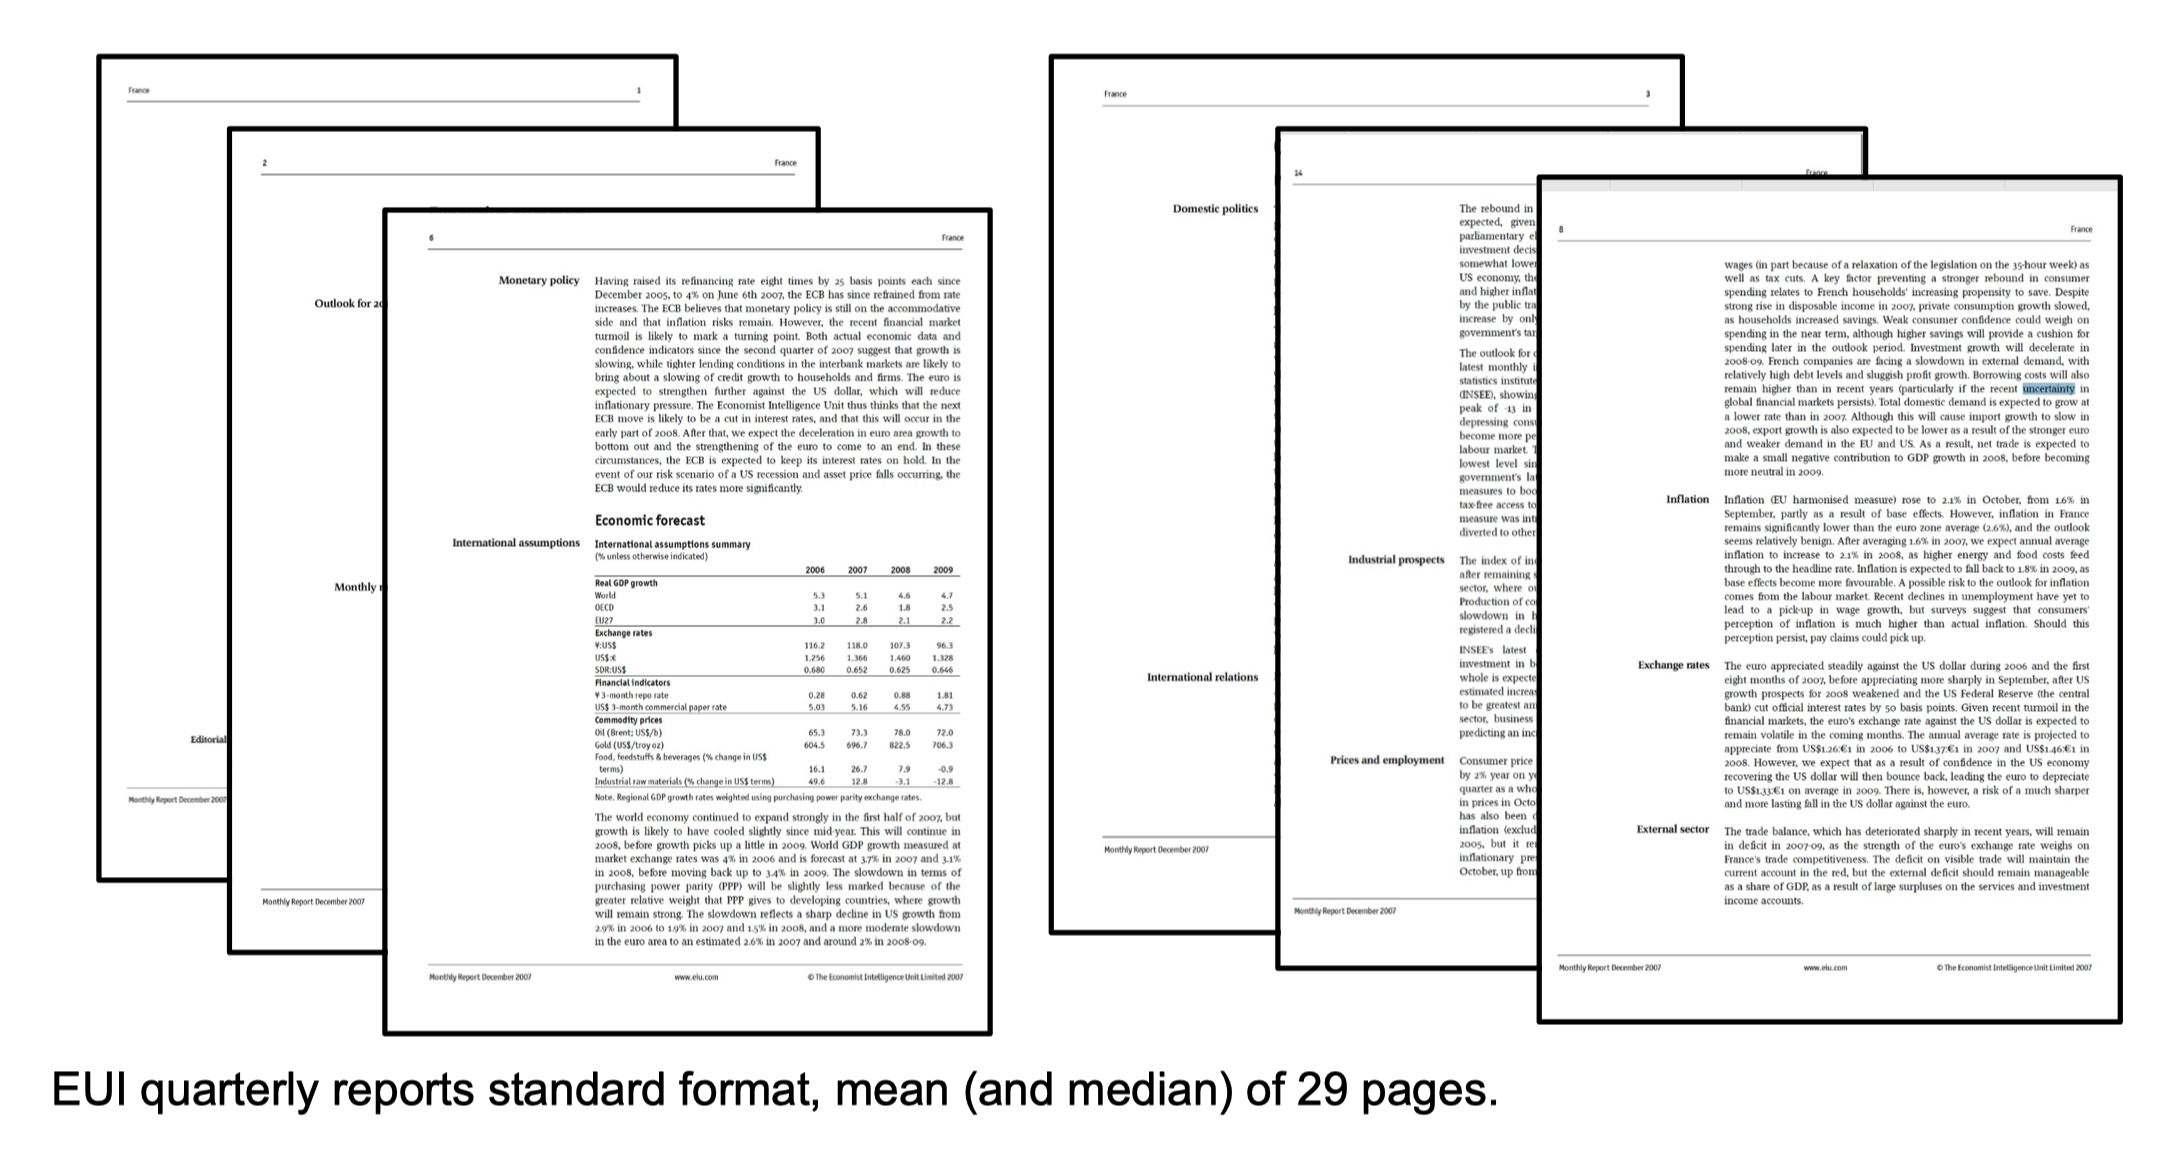 France 1
Editorial
Monthly Report December 2007
2 France
Outlook for 20
Monthly
Monthly Report December 2007
6 France
Monetary policy Having raised its refinancing rate eight times by 25 basis points each since
December 2005, to 4% on June 6th 2007, the ECB has since refrained from rate
increases. The ECB believes that monetary policy is still on the accommodative
side and that inflation risks remain. However, the recent financial market
turmoil is likely to mark a turning point. Both actual economic data and
confidence indicators since the second quarter of 2007 suggest that growth is
slowing, while tighter lending conditions in the interbank markets are likely to
bring about a slowing of credit growth to households and firms. The euro is
expected to strengthen further against the US dollar, which will reduce
inflationary pressure. The Economist Intelligence Unit thus thinks that the next
ECB move is likely to be a cut in interest rates, and that this will occur in the
early part of 2008. After that, we expect the deceleration in euro area growth to
bottom out and the strengthening of the euro to come to an end. In these
circumstances, the ECB is expected to keep its interest rates on hold. In the
event of our risk scenario of a US recession and asset price falls occurring, the
ECB would reduce its rates more significantly.
Economic forecast
International assumptions International assumptions summary
(% unless otherwise indicated)
2006 2007 2008 2009
Real GDP growth
World 5.3 5.1 4.6 4.7
OECD 3.1 2.6 1.8 2.5
EU27 3.0 2.8 2.1 2.2
Exchange rates
¥:US$ 116.2 118.0 107.3 96.3
US$:€ 1.256 1.366 1.460 1.328
SDR:US$ 0.680 0.652 0.625 0.646
Financial indicators
¥ 3-month repo rate 0.28 0.62 0.88 1.81
US$ 3-month commercial paper rate 5.03 5.16 4.55 4.73
Commodity prices
Oil (Brent; US$/b) 65.3 73.3 78.0 72.0
Gold (US$/troy oz) 604.5 696.7 822.5 706.3
Food, feedstuffs & beverages (% change in US$
terms) 16.1 26.7 7.9 -0.9
Industrial raw materials (% change in US$ terms) 49.6 12.8 -3.1 -12.8
Note. Regional GDP growth rates weighted using purchasing power parity exchange rates.
The world economy continued to expand strongly in the first half of 2007, but
growth is likely to have cooled slightly since mid-year. This will continue in
2008, before growth picks up a little in 2009. World GDP growth measured at
market exchange rates was 4% in 2006 and is forecast at 3.7% in 2007 and 3.1%
in 2008, before moving back up to 3.4% in 2009. The slowdown in terms of
purchasing power parity (PPP) will be slightly less marked because of the
greater relative weight that PPP gives to developing countries, where growth
will remain strong. The slowdown reflects a sharp decline in US growth from
2.9% in 2006 to 1.9% in 2007 and 1.5% in 2008, and a more moderate slowdown
in the euro area to an estimated 2.6% in 2007 and around 2% in 2008-09.
Monthly Report December 2007 www.eiu.com © The Economist Intelligence Unit Limited 2007
France 3
Domestic politics
International relations
Monthly Report December 2007
14 France
The rebound in
expected, given
parliamentary el
investment decis
somewhat lower
US economy, the
and higher inflat
by the public tra
increase by only
government's tar
The outlook for
latest monthly i
statistics institute
(INSEE), showing
peak of -13 in
depressing cons
become more pe
labour market.
lowest level sin
government's la
measures to boo
tax-free access to
measure was int
diverted to other
Industrial prospects The index of in
after remaining
sector, where o
Production of co
slowdown in h
registered a decli
INSEE's latest
investment in b
whole is expecte
estimated increa
to be greatest an
sector, business
predicting an inc
Prices and employment Consumer price
by 2% year on y
quarter as a who
in prices in Octo
has also been
inflation (exclud
2005, but it re
inflationary pre
October, up from
Monthly Report December 2007
8 France
wages (in part because of a relaxation of the legislation on the 35-hour week) as
well as tax cuts. A key factor preventing a stronger rebound in consumer
spending relates to French households' increasing propensity to save. Despite
strong rise in disposable income in 2007, private consumption growth slowed,
as households increased savings. Weak consumer confidence could weigh on
spending in the near term, although higher savings will provide a cushion for
spending later in the outlook period. Investment growth will decelerate in
2008-09. French companies are facing a slowdown in external demand, with
relatively high debt levels and sluggish profit growth. Borrowing costs will also
remain higher than in recent years (particularly if the recent uncertainty in
global financial markets persists). Total domestic demand is expected to grow at
a lower rate than in 2007. Although this will cause import growth to slow in
2008, export growth is also expected to be lower as a result of the stronger euro
and weaker demand in the EU and US. As a result, net trade is expected to
make a small negative contribution to GDP growth in 2008, before becoming
more neutral in 2009.
Inflation Inflation (EU harmonised measure) rose to 2.1% in October, from 1.6% in
September, partly as a result of base effects. However, inflation in France
remains significantly lower than the euro zone average (2.6%), and the outlook
seems relatively benign. After averaging 1.6% in 2007, we expect annual average
inflation to increase to 2.1% in 2008, as higher energy and food costs feed
through to the headline rate. Inflation is expected to fall back to 1.8% in 2009, as
base effects become more favourable. A possible risk to the outlook for inflation
comes from the labour market. Recent declines in unemployment have yet to
lead to a pick-up in wage growth, but surveys suggest that consumers'
perception of inflation is much higher than actual inflation. Should this
perception persist, pay claims could pick up.
Exchange rates The euro appreciated steadily against the US dollar during 2006 and the first
eight months of 2007, before appreciating more sharply in September, after US
growth prospects for 2008 weakened and the US Federal Reserve (the central
bank) cut official interest rates by 50 basis points. Given recent turmoil in the
financial markets, the euro's exchange rate against the US dollar is expected to
remain volatile in the coming months. The annual average rate is projected to
appreciate from US$1.26:€1 in 2006 to US$1.37:€1 in 2007 and US$1.46:€1 in
2008. However, we expect that as a result of confidence in the US economy
recovering the US dollar will then bounce back, leading the euro to depreciate
to US$1.33:€1 on average in 2009. There is, however, a risk of a much sharper
and more lasting fall in the US dollar against the euro.
External sector The trade balance, which has deteriorated sharply in recent years, will remain
in deficit in 2007-09, as the strength of the euro's exchange rate weighs on
France's trade competitiveness. The deficit on visible trade will maintain the
current account in the red, but the external deficit should remain manageable
as a share of GDP, as a result of large surpluses on the services and investment
income accounts.
Monthly Report December 2007 www.eiu.com © The Economist Intelligence Unit Limited 2007
EUI quarterly reports standard format, mean (and median) of 29 pages.